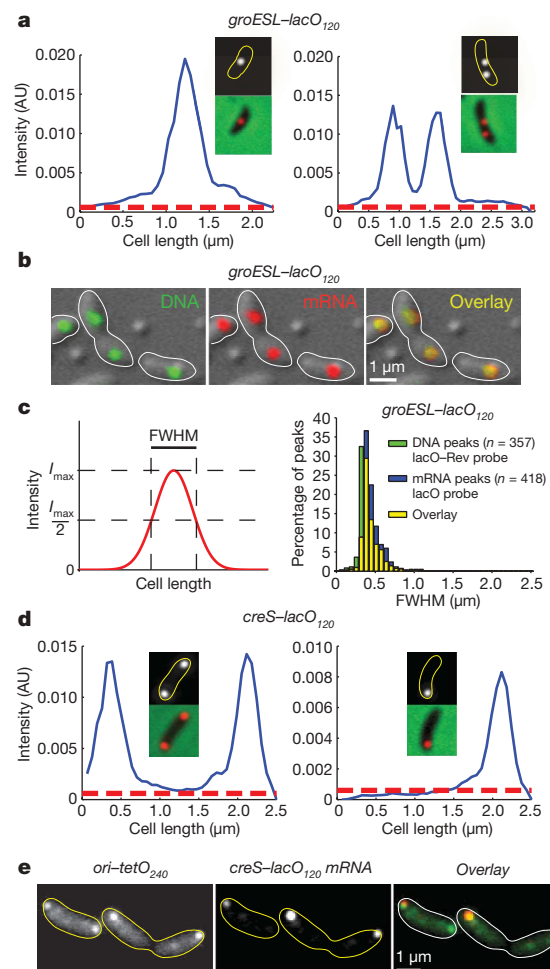 a
groESL–lacO120
Intensity (AU)
0.020
0.015
0.010
0.005
0
0 0.5 1.0 1.5 2.0
Cell length (μm)
0.020
0.015
0.010
0.005
0
0 0.5 1.0 1.5 2.0 2.5 3.0
Cell length (μm)
b
groESL–lacO120
DNA
mRNA
Overlay
1 μm
c
FWHM
Imax
Imax
2
0
Intensity
Cell length
groESL–lacO120
Percentage of peaks
40
35
30
25
20
15
10
5
0
DNA peaks (n = 357)
lacO–Rev probe
mRNA peaks (n = 418)
lacO probe
Overlay
0 0.5 1.0 1.5 2.0 2.5
FWHM (μm)
d
creS–lacO120
Intensity (AU)
0.015
0.010
0.005
0
0 0.5 1.0 1.5 2.0 2.5
Cell length (μm)
0.010
0.008
0.006
0.004
0.002
0
0 0.5 1.0 1.5 2.0 2.5
Cell length (μm)
e
ori–tetO240
creS–lacO120 mRNA
Overlay
1 μm